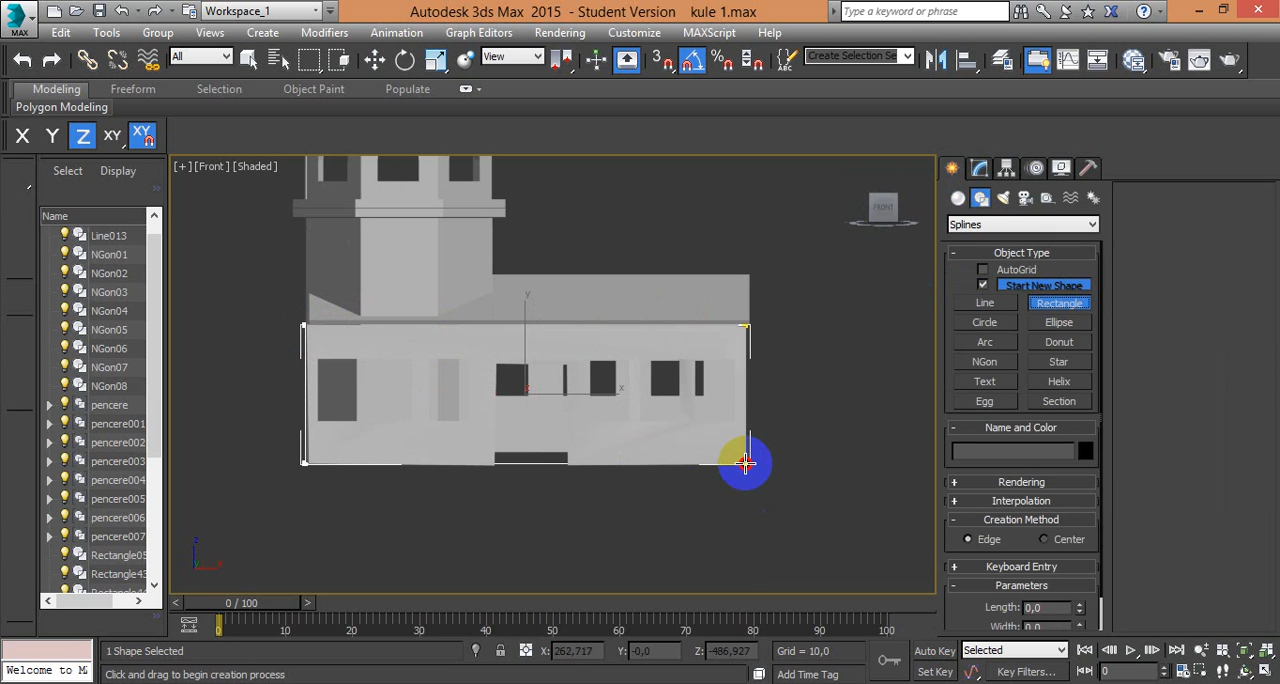 Workspace_1
Autodesk 3ds Max 2015 - Student Version kule 1.max
Type a keyword or phrase
MAX
Edit Tools Group Views Create Modifiers Animation Graph Editors Rendering Customize MAXScript Help
All View 3 Create Selection Se
Modeling Freeform Selection Object Paint Populate
Polygon Modeling
X Y Z XY XY
Select Display
Name
Line013
NGon01
NGon02
NGon03
NGon04
NGon05
NGon06
NGon07
NGon08
pencere
pencere001
pencere002
pencere003
pencere004
pencere005
pencere006
pencere007
Rectangle05
Rectangle43
[+] [Front] [Shaded]
FRONT
y
x
z
Splines
- Object Type
AutoGrid
Start New Shape
Line Rectangle
Circle Ellipse
Arc Donut
NGon Star
Text Helix
Egg Section
- Name and Color
+ Rendering
+ Interpolation
- Creation Method
Edge Center
+ Keyboard Entry
- Parameters
Length: 0,0
Width: 0,0
< 0 / 100 >
0 10 20 30 40 50 60 70 80 90 100
1 Shape Selected X: 262,717 Y: -0,0 Z: -486,927 Grid = 10,0 Auto Key Selected
Welcome to M Click and drag to begin creation process Add Time Tag Set Key Key Filters... 0